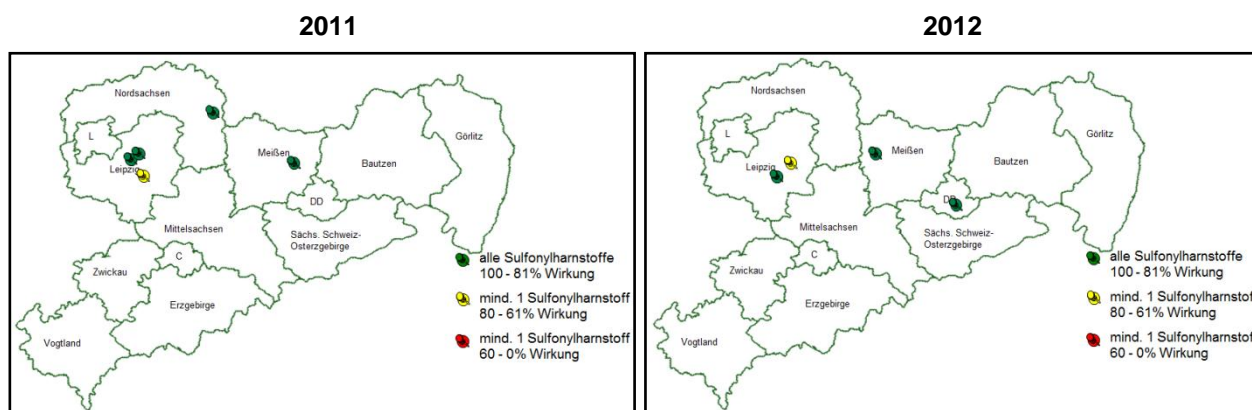 2011
2012
Nordsachsen
L
Leipzig
Meißen
Bautzen
Görlitz
DD
Mittelsachsen
Sächs. Schweiz-
Osterzgebirge
C
Zwickau
Erzgebirge
Vogtland
alle Sulfonylharnstoffe
100 - 81% Wirkung
mind. 1 Sulfonylharnstoff
80 - 61% Wirkung
mind. 1 Sulfonylharnstoff
60 - 0% Wirkung
Nordsachsen
L
Leipzig
Meißen
Bautzen
Görlitz
DD
Mittelsachsen
Sächs. Schweiz-
Osterzgebirge
C
Zwickau
Erzgebirge
Vogtland
alle Sulfonylharnstoffe
100 - 81% Wirkung
mind. 1 Sulfonylharnstoff
80 - 61% Wirkung
mind. 1 Sulfonylharnstoff
60 - 0% Wirkung